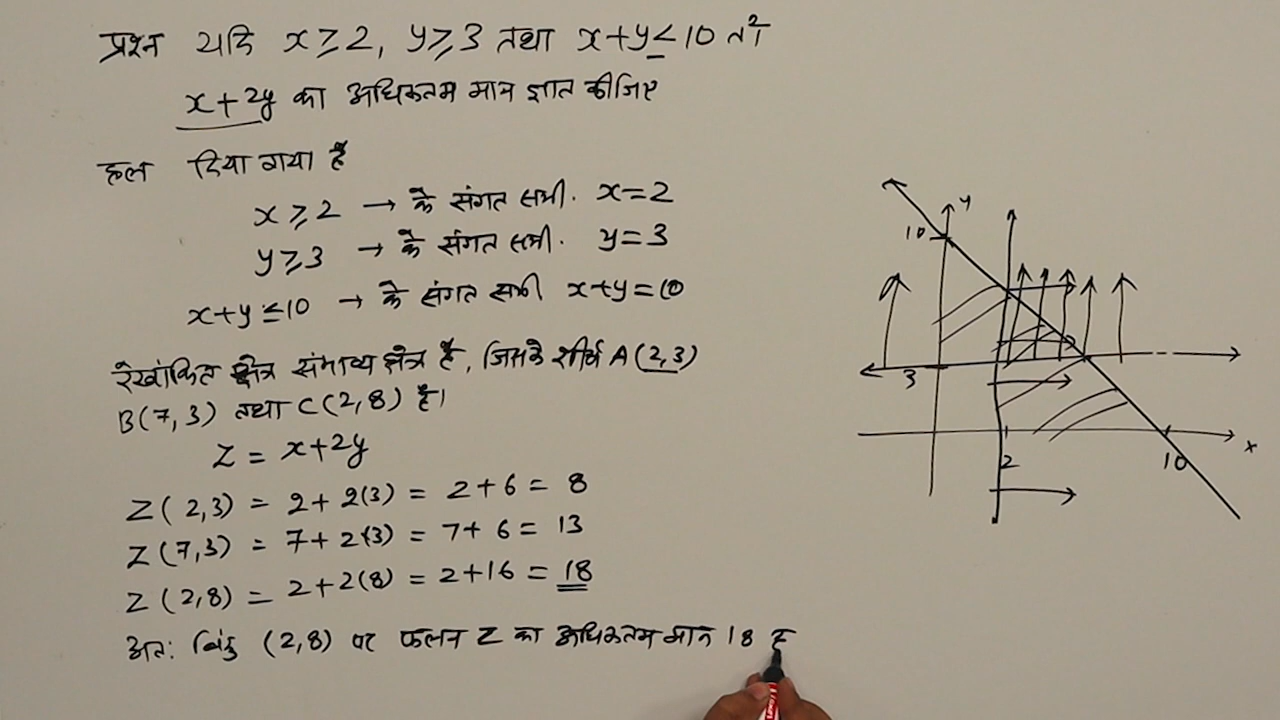 प्रश्न यदि x ≥ 2, y ≥ 3 तथा x+y ≤ 10 तो
x+2y का अधिकतम मान ज्ञात कीजिए
हल दिया गया है
x ≥ 2 → के संगत समी. x=2
y ≥ 3 → के संगत समी. y=3
x+y ≤ 10 → के संगत समी x+y=10
रेखांकित क्षेत्र संभाव्य क्षेत्र है, जिसके शीर्ष A(2,3)
B(7,3) तथा C(2,8) है।
Z = x+2y
Z(2,3) = 2+2(3) = 2+6 = 8
Z(7,3) = 7+2(3) = 7+6 = 13
Z(2,8) = 2+2(8) = 2+16 = 18
अतः बिंदु (2,8) पर फलन Z का अधिकतम मान 18
y
10
3
2
10
x